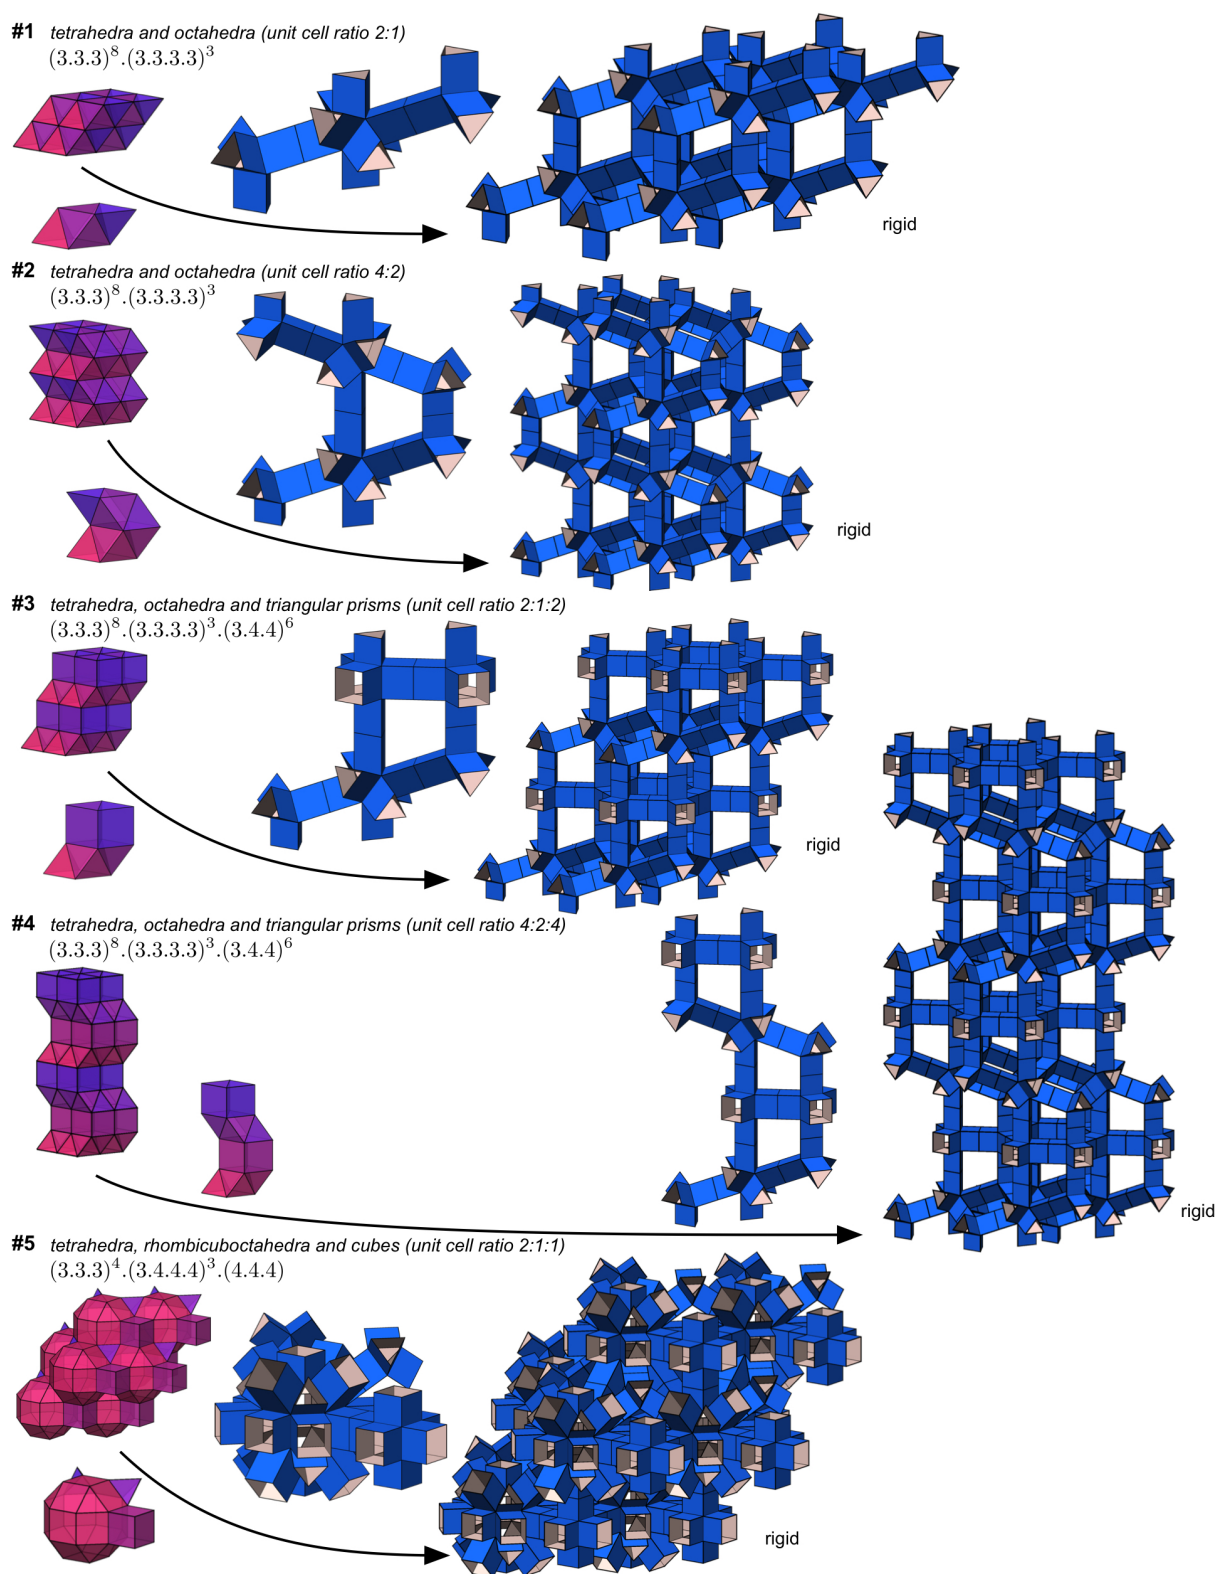 #1 tetrahedra and octahedra (unit cell ratio 2:1)
(3.3.3)⁸.(3.3.3.3)³
rigid
#2 tetrahedra and octahedra (unit cell ratio 4:2)
(3.3.3)⁸.(3.3.3.3)³
rigid
#3 tetrahedra, octahedra and triangular prisms (unit cell ratio 2:1:2)
(3.3.3)⁸.(3.3.3.3)³.(3.4.4)⁶
rigid
#4 tetrahedra, octahedra and triangular prisms (unit cell ratio 4:2:4)
(3.3.3)⁸.(3.3.3.3)³.(3.4.4)⁶
rigid
#5 tetrahedra, rhombicuboctahedra and cubes (unit cell ratio 2:1:1)
(3.3.3)⁴.(3.4.4.4)³.(4.4.4)
rigid